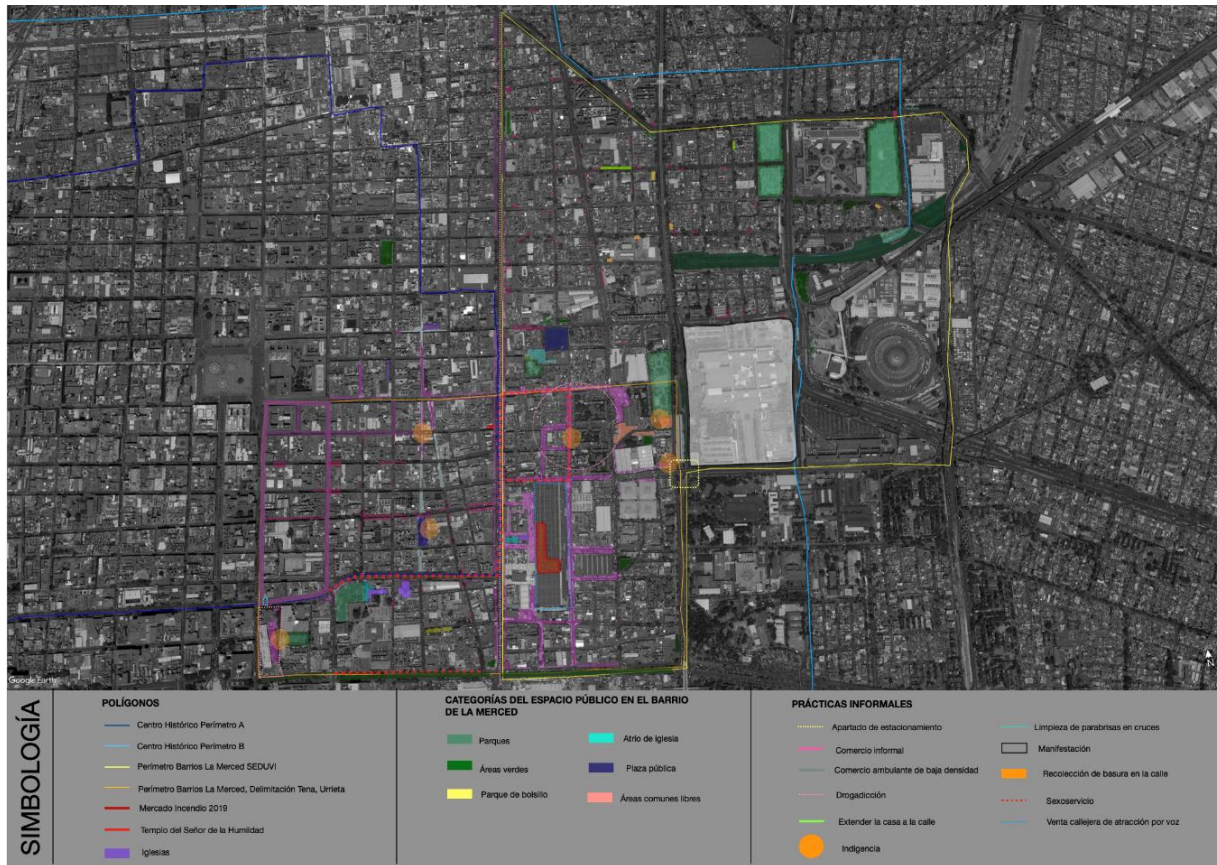 Google Earth
N
SIMBOLOGÍA
POLÍGONOS
Centro Histórico Perímetro A
Centro Histórico Perímetro B
Perímetro Barrios La Merced SEDUVI
Perímetro Barrios La Merced, Delimitación Tena, Urrieta
Mercado Incendio 2019
Templo del Señor de la Humildad
Iglesias
CATEGORÍAS DEL ESPACIO PÚBLICO EN EL BARRIO
DE LA MERCED
Parques
Áreas verdes
Parque de bolsillo
Atrio de iglesia
Plaza pública
Áreas comunes libres
PRÁCTICAS INFORMALES
Apartado de estacionamiento
Comercio informal
Comercio ambulante de baja densidad
Drogadicción
Extender la casa a la calle
Indigencia
Limpieza de parabrisas en cruces
Manifestación
Recolección de basura en la calle
Sexoservicio
Venta callejera de atracción por voz